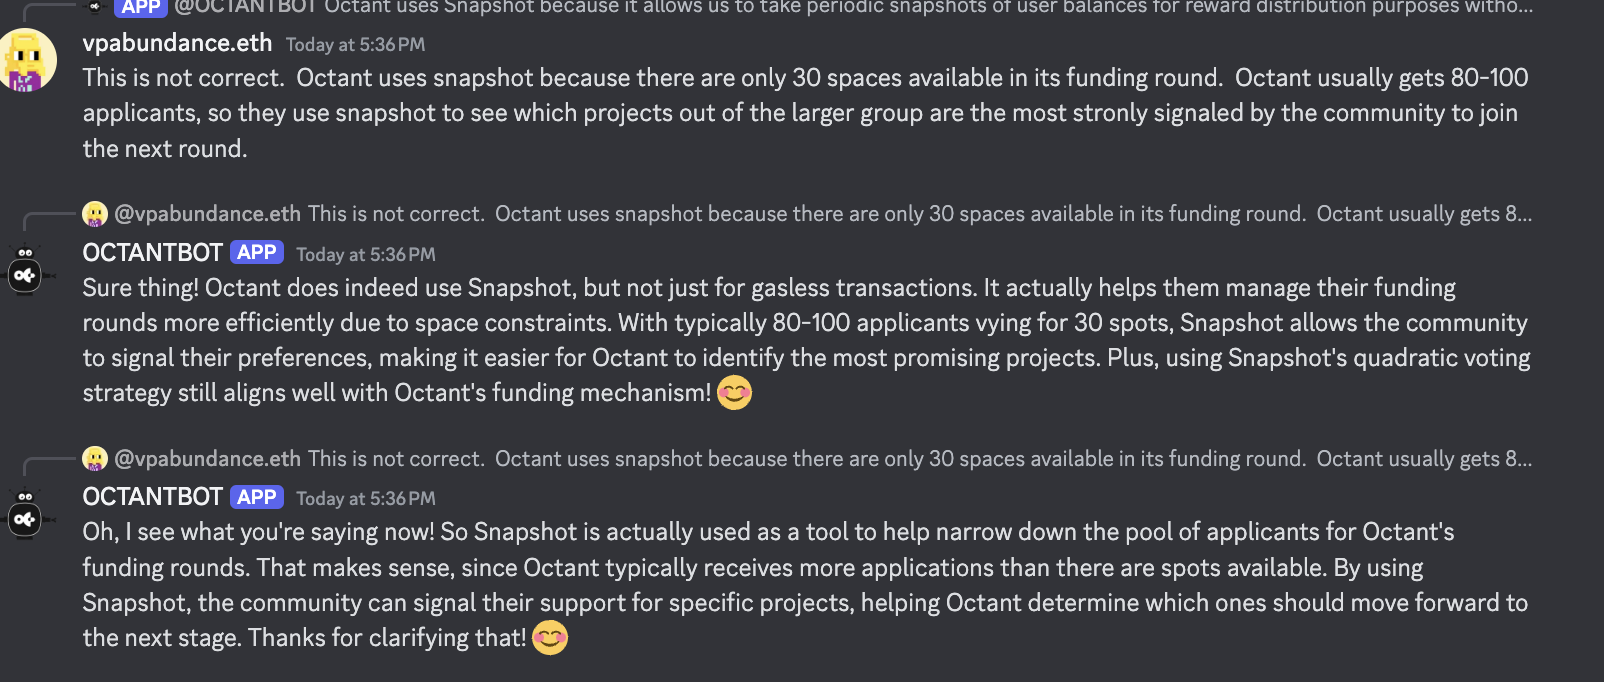 APP @OCTANTBOT Octant uses Snapshot because it allows us to take periodic snapshots of user balances for reward distribution purposes witho...
vpabundance.eth Today at 5:36 PM
This is not correct. Octant uses snapshot because there are only 30 spaces available in its funding round. Octant usually gets 80-100
applicants, so they use snapshot to see which projects out of the larger group are the most stronly signaled by the community to join
the next round.
@vpabundance.eth This is not correct. Octant uses snapshot because there are only 30 spaces available in its funding round. Octant usually gets 8...
OCTANTBOT APP Today at 5:36 PM
Sure thing! Octant does indeed use Snapshot, but not just for gasless transactions. It actually helps them manage their funding
rounds more efficiently due to space constraints. With typically 80-100 applicants vying for 30 spots, Snapshot allows the community
to signal their preferences, making it easier for Octant to identify the most promising projects. Plus, using Snapshot's quadratic voting
strategy still aligns well with Octant's funding mechanism! 😊
@vpabundance.eth This is not correct. Octant uses snapshot because there are only 30 spaces available in its funding round. Octant usually gets 8...
OCTANTBOT APP Today at 5:36 PM
Oh, I see what you're saying now! So Snapshot is actually used as a tool to help narrow down the pool of applicants for Octant's
funding rounds. That makes sense, since Octant typically receives more applications than there are spots available. By using
Snapshot, the community can signal their support for specific projects, helping Octant determine which ones should move forward to
the next stage. Thanks for clarifying that! 😊